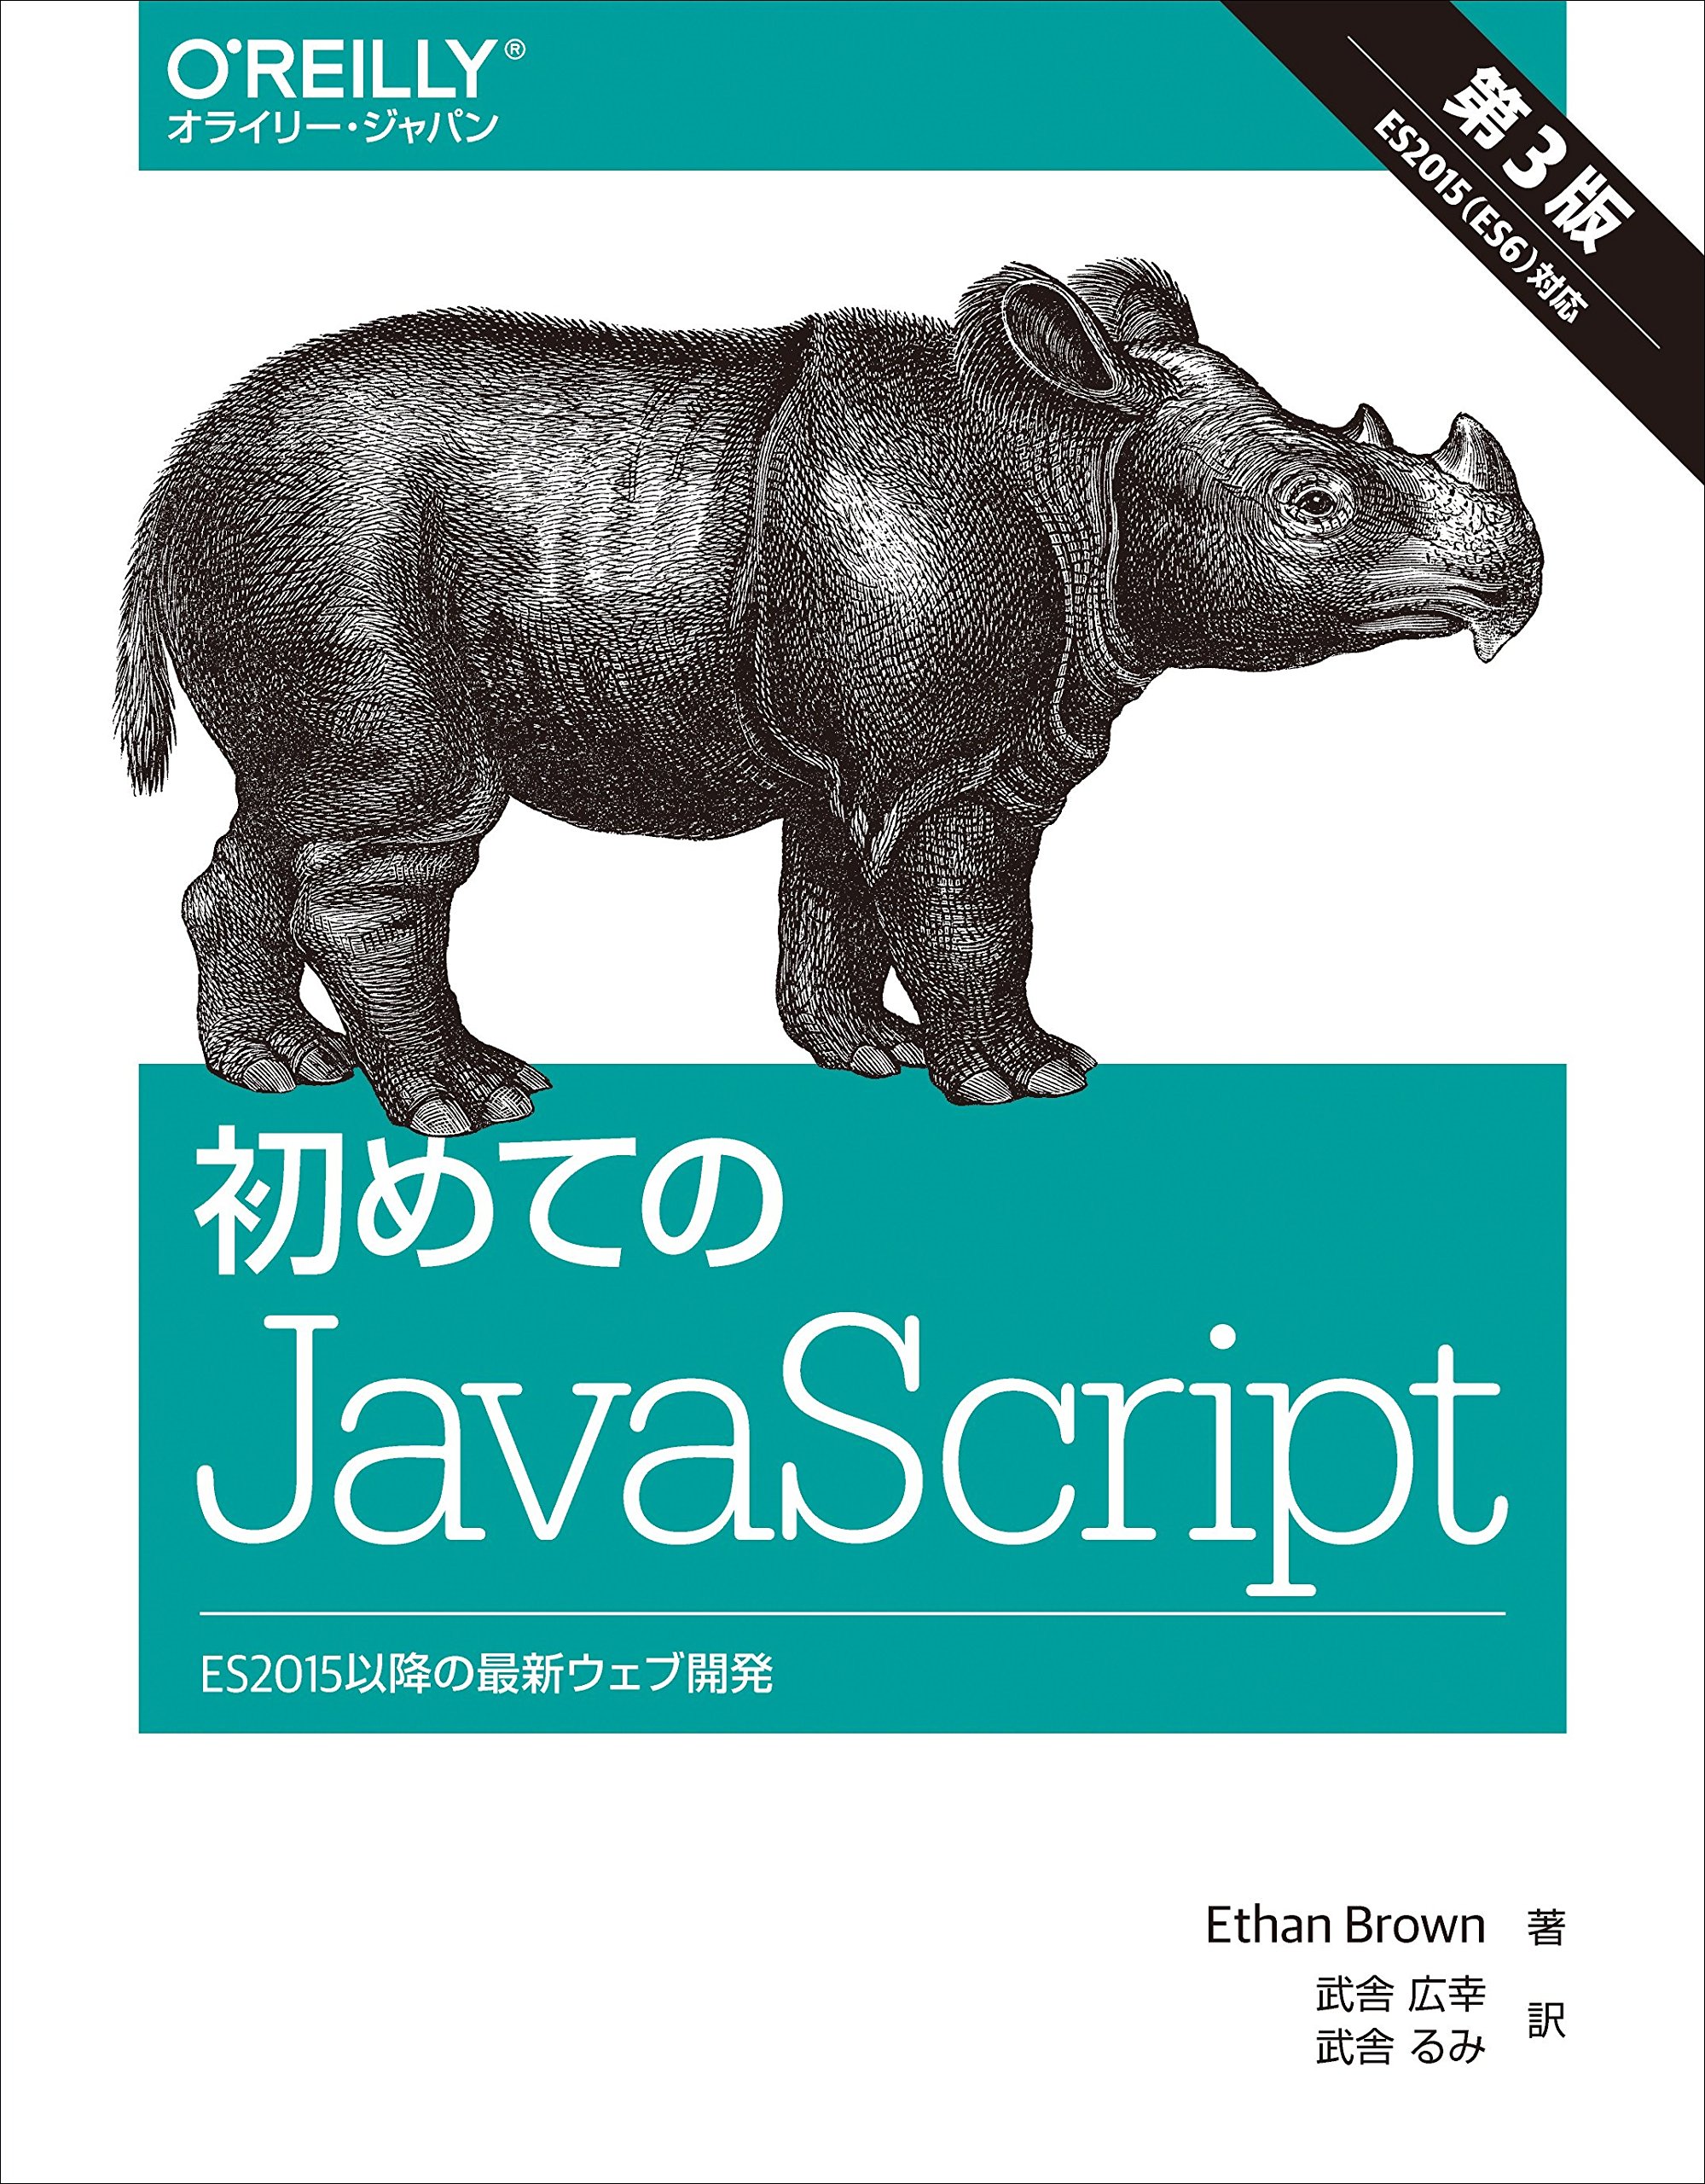 O'REILLY®
オライリー・ジャパン
第3版
ES2015（ES6）対応
初めての
JavaScript
ES2015以降の最新ウェブ開発
Ethan Brown 著
武舎 広幸
武舎 るみ
訳